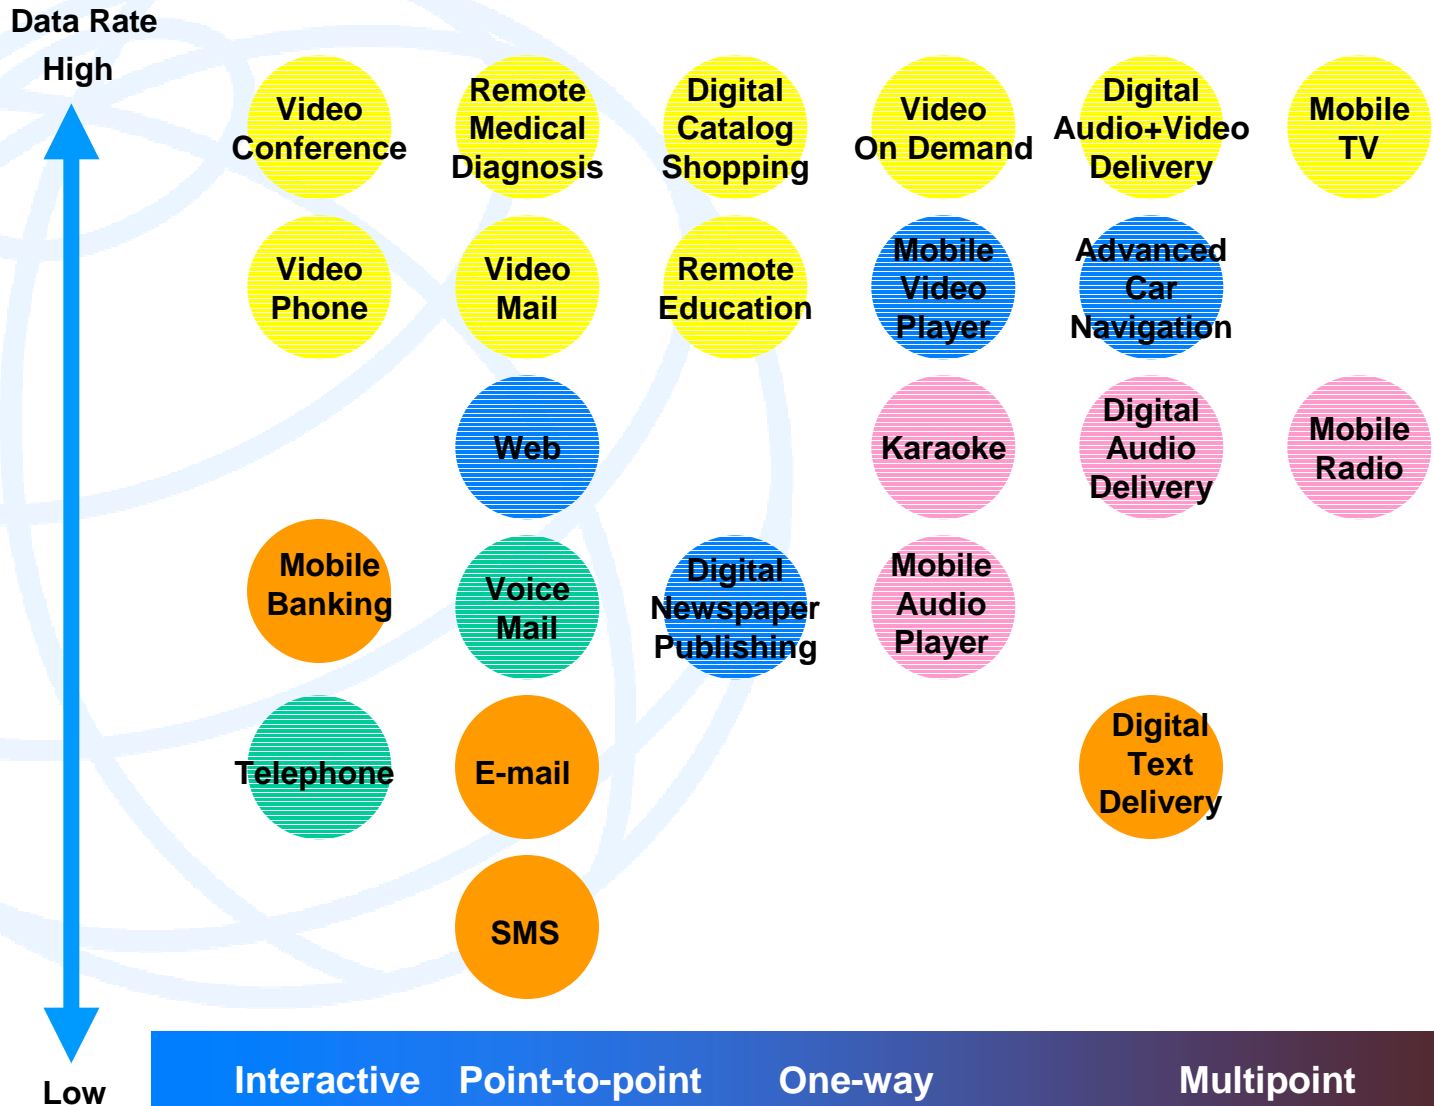 Data Rate
High
Video
Conference
Remote
Medical
Diagnosis
Digital
Catalog
Shopping
Video
On Demand
Digital
Audio+Video
Delivery
Mobile
TV
Video
Phone
Video
Mail
Remote
Education
Mobile
Video
Player
Advanced
Car
Navigation
Web
Karaoke
Digital
Audio
Delivery
Mobile
Radio
Mobile
Banking
Voice
Mail
Digital
Newspaper
Publishing
Mobile
Audio
Player
Telephone
E-mail
Digital
Text
Delivery
SMS
Low
Interactive
Point-to-point
One-way
Multipoint